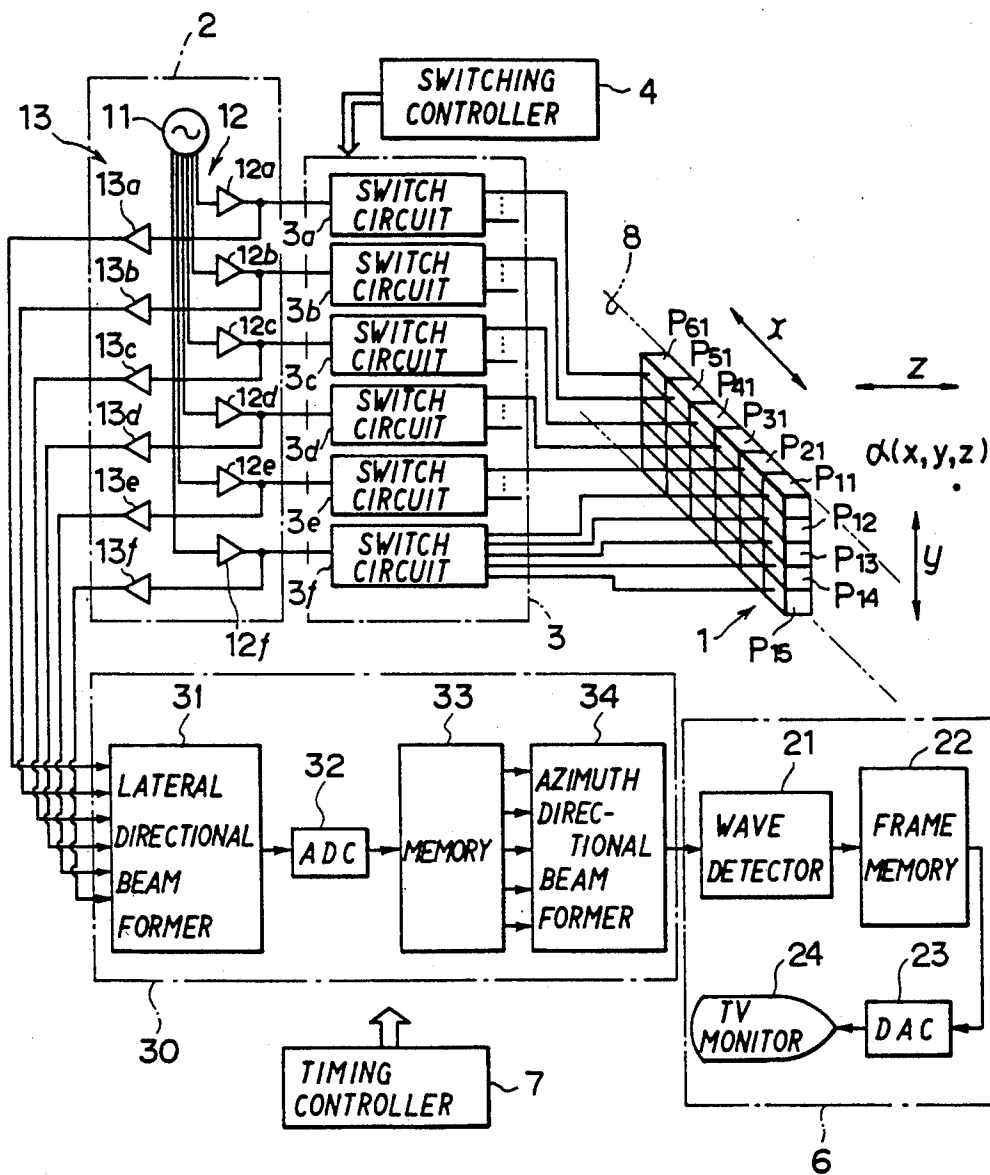 2
SWITCHING
CONTROLLER
4
11
12
13
12a
13a
SWITCH
CIRCUIT
3a
12b
13b
SWITCH
CIRCUIT
3b
12c
13c
SWITCH
CIRCUIT
3c
12d
13d
SWITCH
CIRCUIT
3d
12e
13e
SWITCH
CIRCUIT
3e
13f
12f
SWITCH
CIRCUIT
3f
3
8
x
z
y
α(x,y,z)
P61
P51
P41
P31
P21
P11
P12
P13
P14
P15
1
31
LATERAL
DIRECTIONAL
BEAM
FORMER
32
ADC
33
MEMORY
34
AZIMUTH
DIREC-
TIONAL
BEAM
FORMER
30
21
WAVE
DETECTOR
22
FRAME
MEMORY
24
TV
MONITOR
23
DAC
6
TIMING
CONTROLLER
7